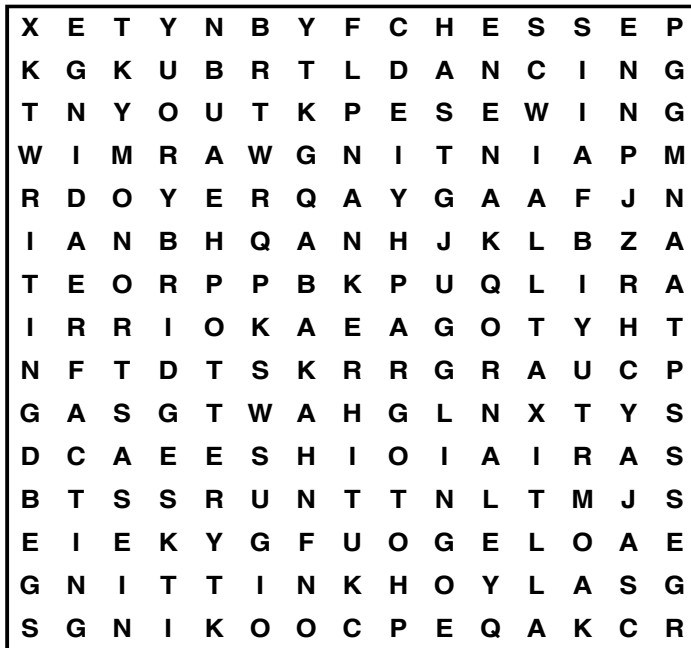 X E T Y N B Y F C H E S S E P
K G K U B R T L D A N C I N G
T N Y O U T K P E S E W I N G
W I M R A W G N I T N I A P M
R D O Y E R Q A Y G A A F J N
I A N B H Q A N H J K L B Z A
T E O R P P B K P U Q L I R A
I R R I O K A E A G O T Y H T
N F T D T S K R R G R A U C P
G A S G T W A H G L N X T Y S
D C A E E S H I O I A I R A S
B T S S R U N T T N L T M J S
E I E K Y G F U O G E L O A E
G N I T T I N K H O Y L A S G
S G N I K O O C P E Q A K C R